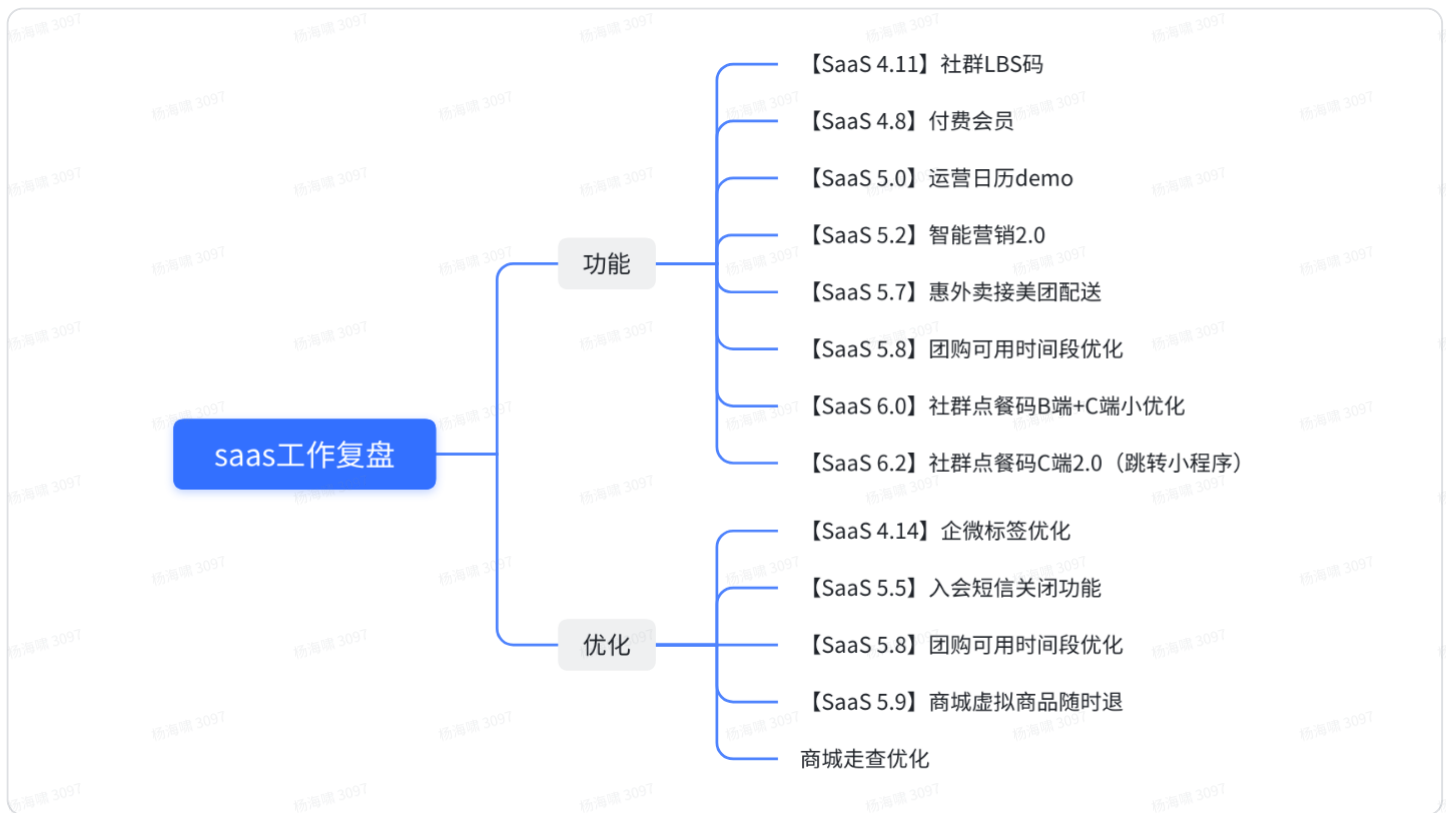 【SaaS 4.11】社群LBS码
【SaaS 4.8】付费会员
【SaaS 5.0】运营日历demo
【SaaS 5.2】智能营销2.0
功能
【SaaS 5.7】惠外卖接美团配送
【SaaS 5.8】团购可用时间段优化
【SaaS 6.0】社群点餐码B端+C端小优化
saas工作复盘
【SaaS 6.2】社群点餐码C端2.0（跳转小程序）
【SaaS 4.14】企微标签优化
【SaaS 5.5】入会短信关闭功能
优化
【SaaS 5.8】团购可用时间段优化
【SaaS 5.9】商城虚拟商品随时退
商城走查优化
杨海啸 3097